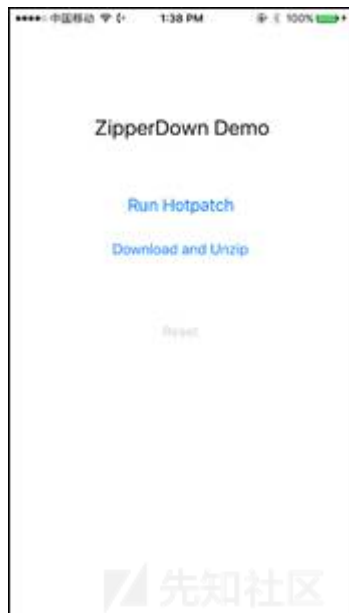 中国移动 1:38 PM 100%
ZipperDown Demo
Run Hotpatch
Download and Unzip
Reset
先知社区